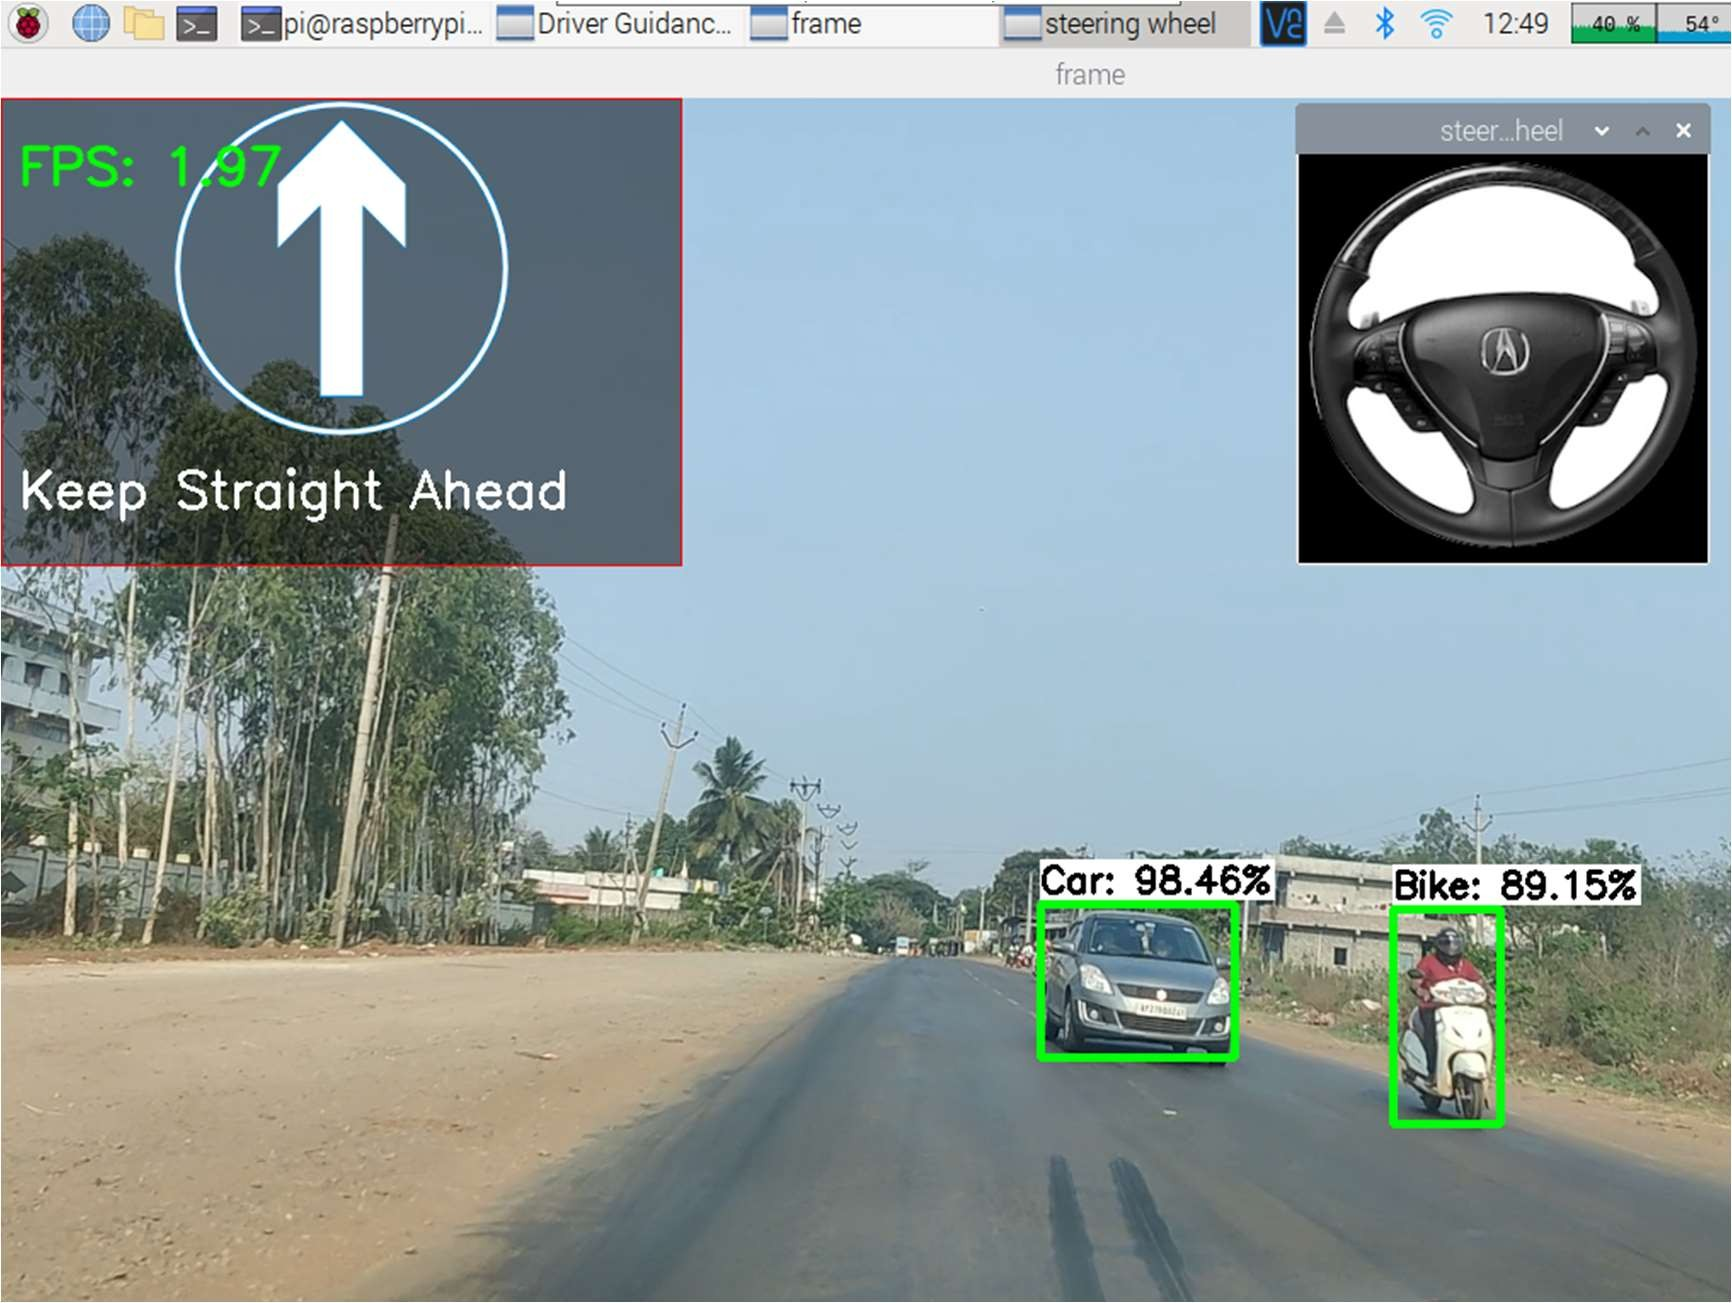 pi@raspberrypi... Driver Guidanc... frame steering wheel V2 12:49 40 % 54°
frame
steer...heel
FPS: 1.97
Keep Straight Ahead
Car: 98.46%
Bike: 89.15%